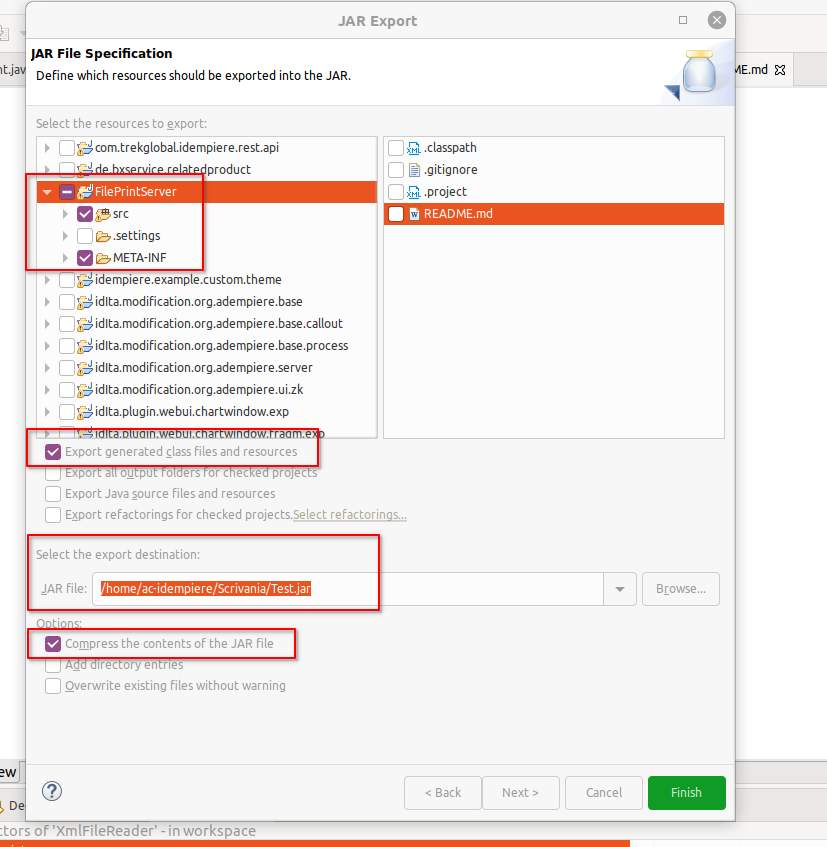 JAR Export
JAR File Specification
Define which resources should be exported into the JAR.
nt.jav
ME.md
Select the resources to export:
com.trekglobal.idempiere.rest.api
de.bxservice.relatedproduct
FilePrintServer
src
.settings
META-INF
idempiere.example.custom.theme
idIta.modification.org.adempiere.base
idIta.modification.org.adempiere.base.callout
idIta.modification.org.adempiere.base.process
idIta.modification.org.adempiere.server
idIta.modification.org.adempiere.ui.zk
idIta.plugin.webui.chartwindow.exp
idIta.plugin.webui.chartwindow.fragm.exp
.classpath
.gitignore
.project
README.md
Export generated class files and resources
Export all output folders for checked projects
Export Java source files and resources
Export refactorings for checked projects. Select refactorings...
Select the export destination:
JAR file: /home/ac-idempiere/Scrivania/Test.jar Browse...
Options:
Compress the contents of the JAR file
Add directory entries
Overwrite existing files without warning
ew
< Back Next > Cancel Finish
De
ctors of 'XmlFileReader' - in workspace